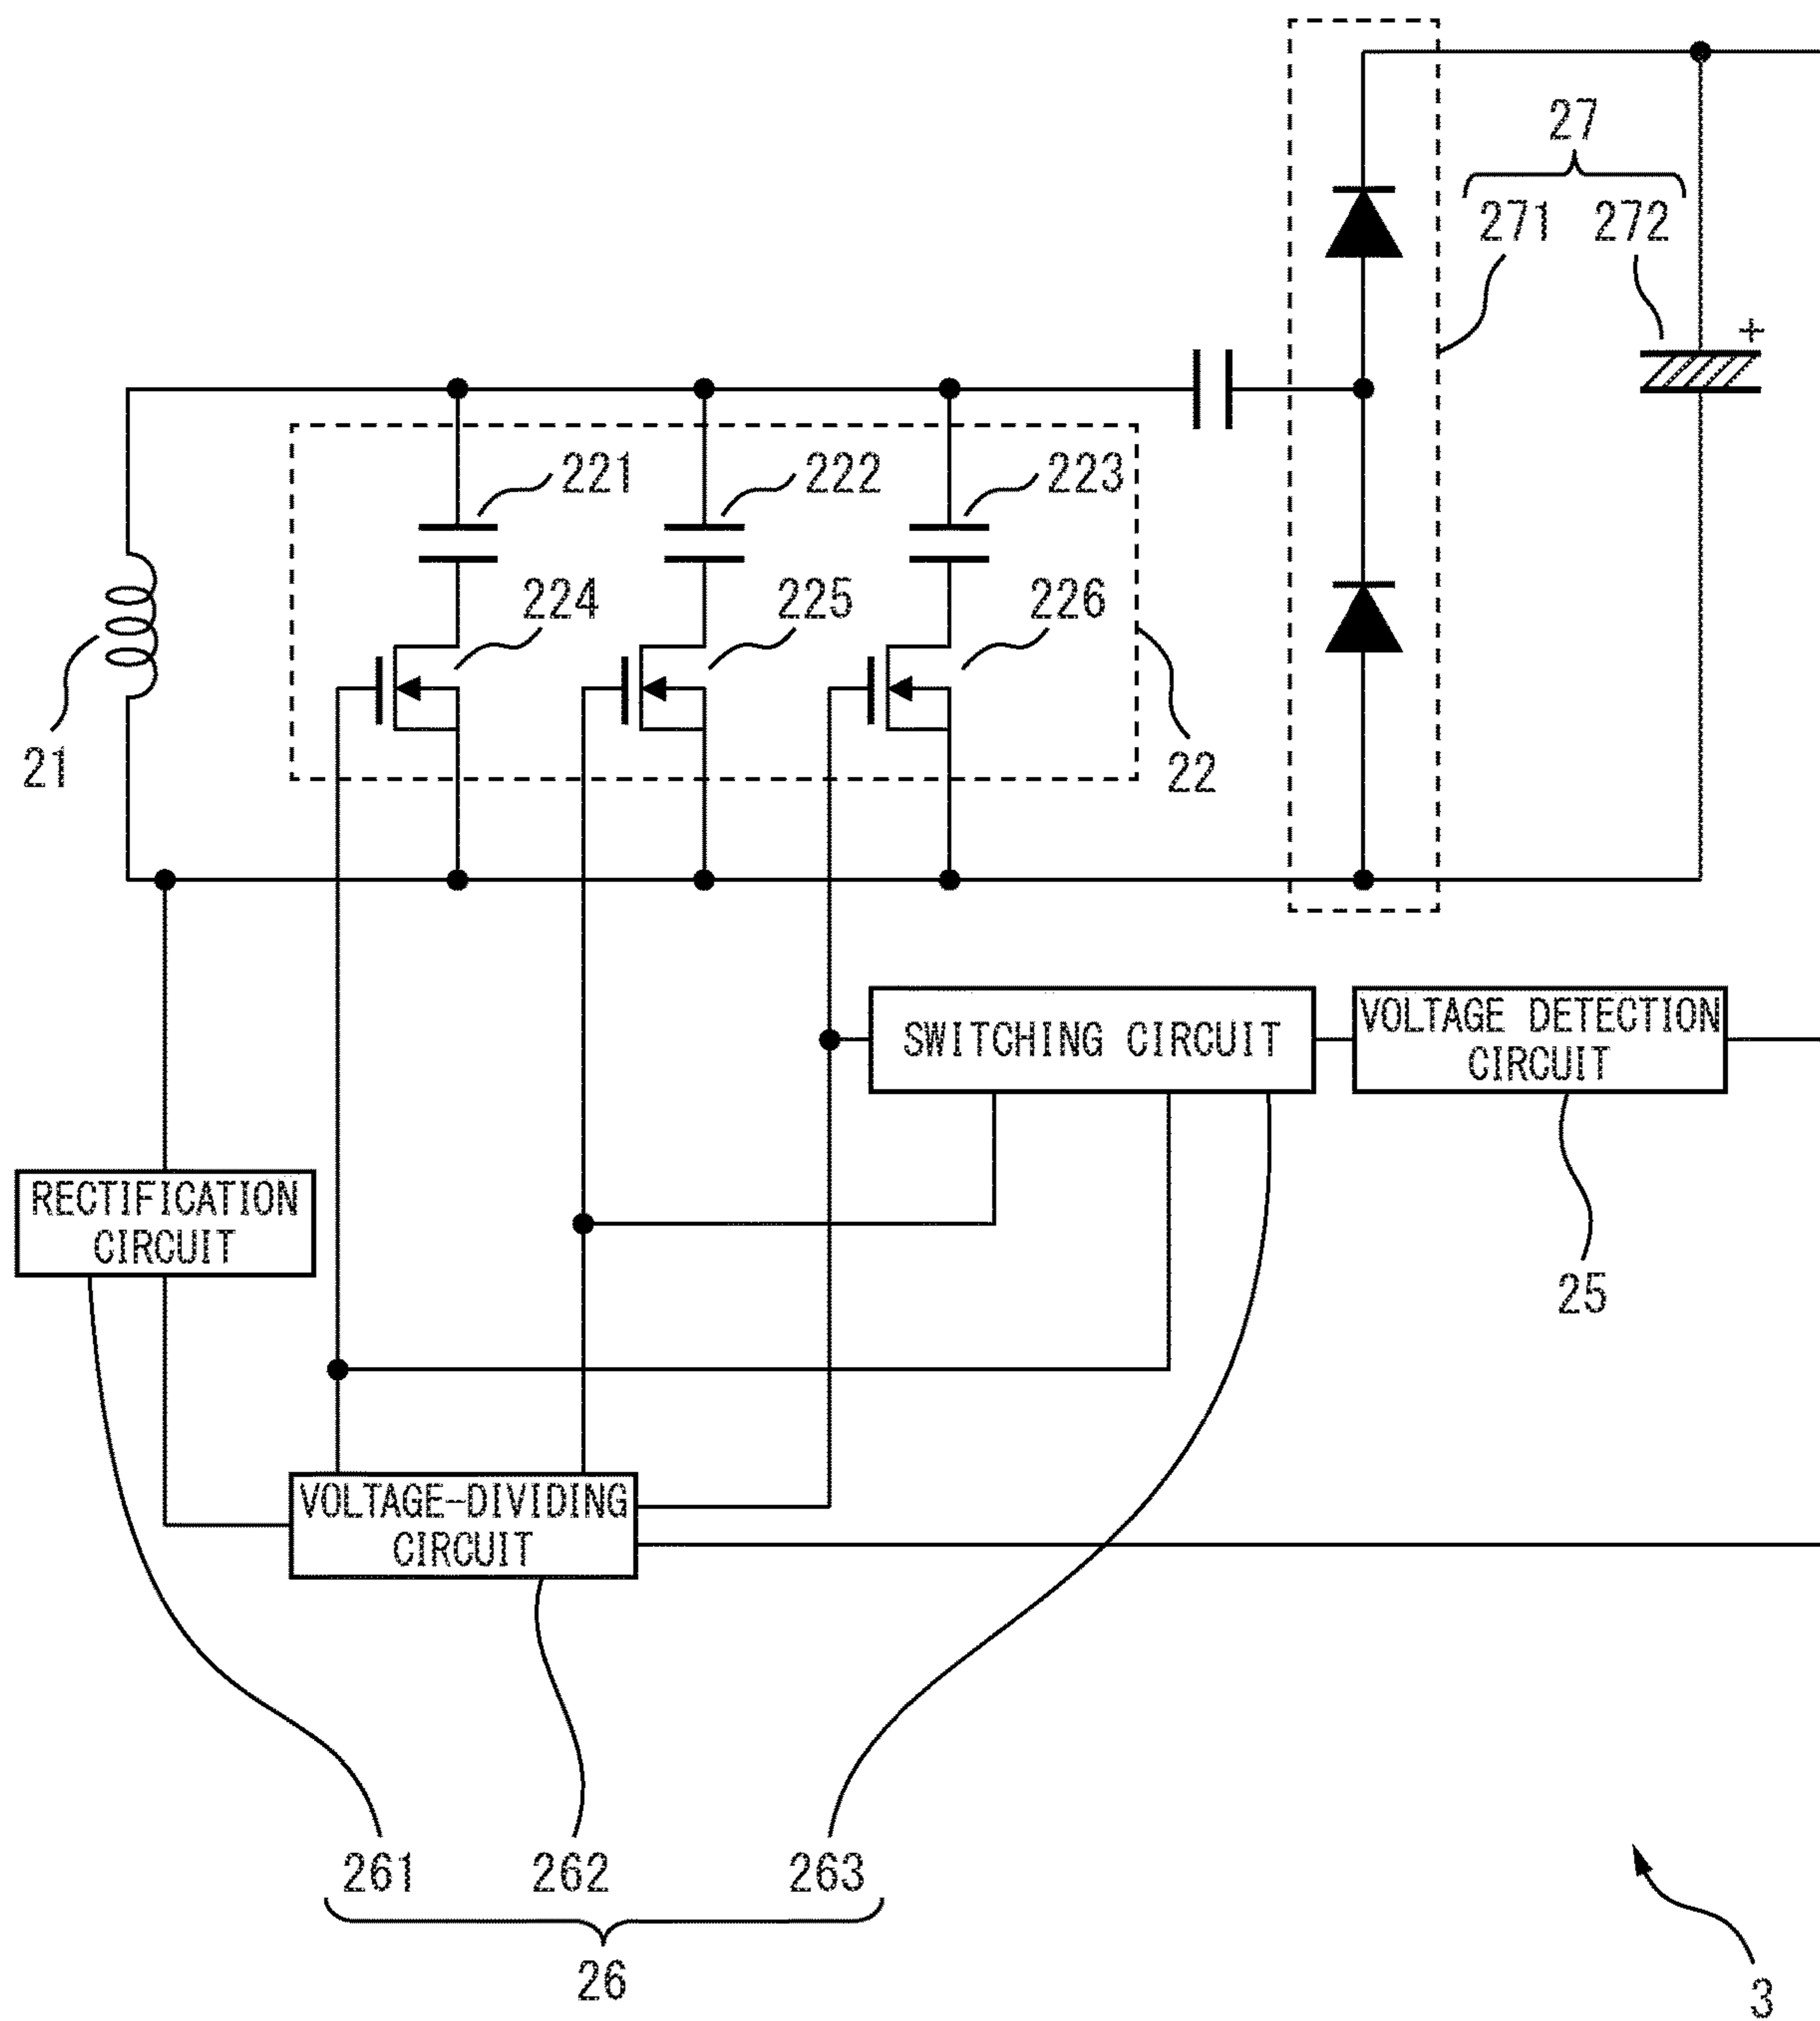 27
271 272
+
221 222 223
224 225 226
21
22
SWITCHING CIRCUIT
VOLTAGE DETECTION
CIRCUIT
RECTIFICATION
CIRCUIT
25
VOLTAGE-DIVIDING
CIRCUIT
261 262 263
26
3